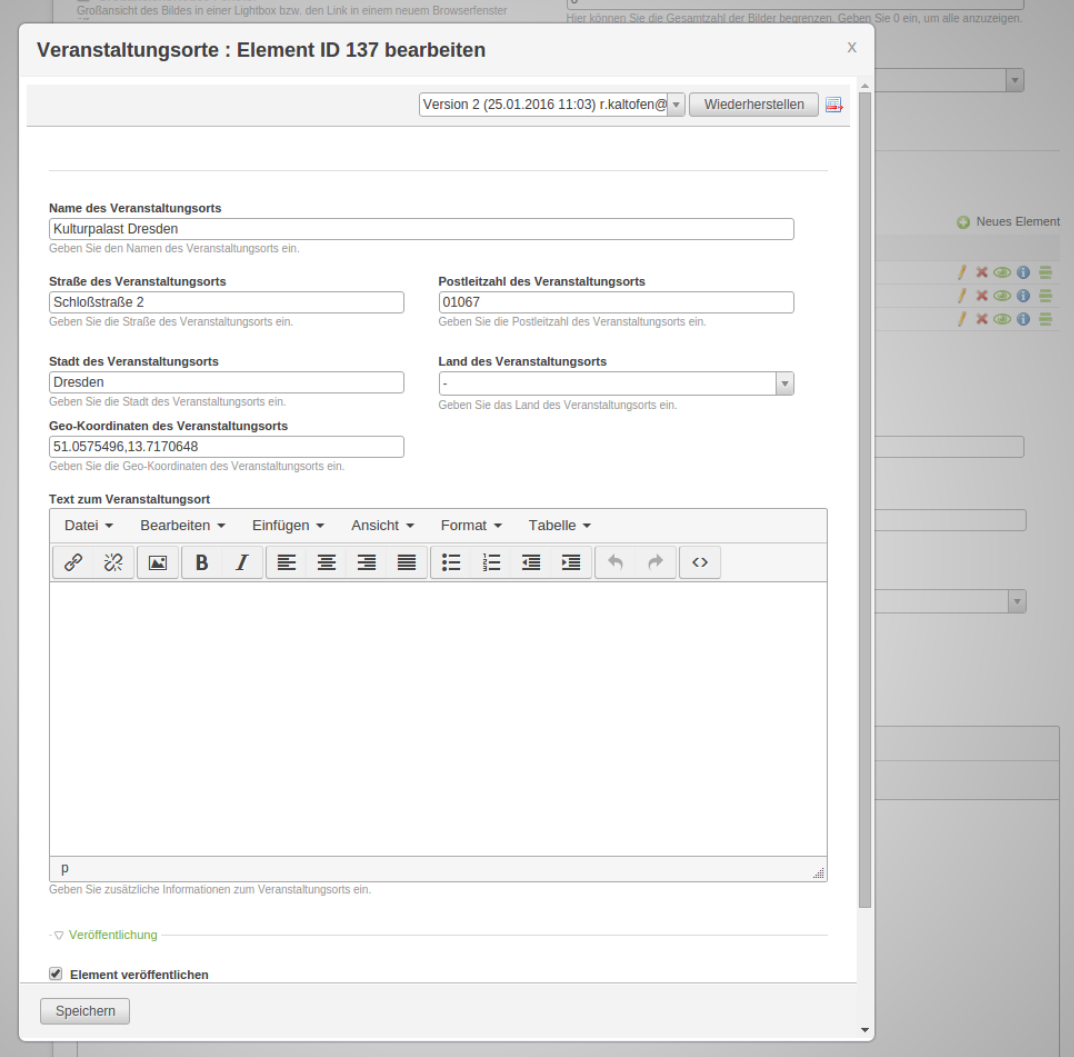 Großansicht des Bildes in einer Lightbox bzw. den Link in einem neuem Browserfenster
Hier können Sie die Gesamtzahl der Bilder begrenzen. Geben Sie 0 ein, um alle anzuzeigen.
Veranstaltungsorte : Element ID 137 bearbeiten
X
Version 2 (25.01.2016 11:03) r.kaltofen@
Wiederherstellen
Name des Veranstaltungsorts
Kulturpalast Dresden
Geben Sie den Namen des Veranstaltungsorts ein.
Neues Element
Straße des Veranstaltungsorts
Postleitzahl des Veranstaltungsorts
Schloßstraße 2
01067
Geben Sie die Straße des Veranstaltungsorts ein.
Geben Sie die Postleitzahl des Veranstaltungsorts ein.
Stadt des Veranstaltungsorts
Land des Veranstaltungsorts
Dresden
-
Geben Sie die Stadt des Veranstaltungsorts ein.
Geben Sie das Land des Veranstaltungsorts ein.
Geo-Koordinaten des Veranstaltungsorts
51.0575496,13.7170648
Geben Sie die Geo-Koordinaten des Veranstaltungsorts ein.
Text zum Veranstaltungsort
Datei Bearbeiten Einfügen Ansicht Format Tabelle
B I
p
Geben Sie zusätzliche Informationen zum Veranstaltungsort ein.
Veröffentlichung
Element veröffentlichen
Speichern